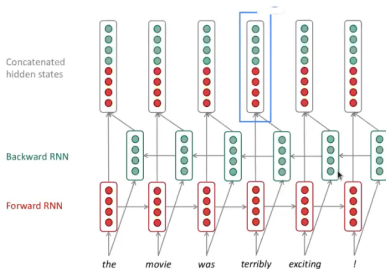 Concatenated
hidden states
Backward RNN
Forward RNN
the movie was terribly exciting !